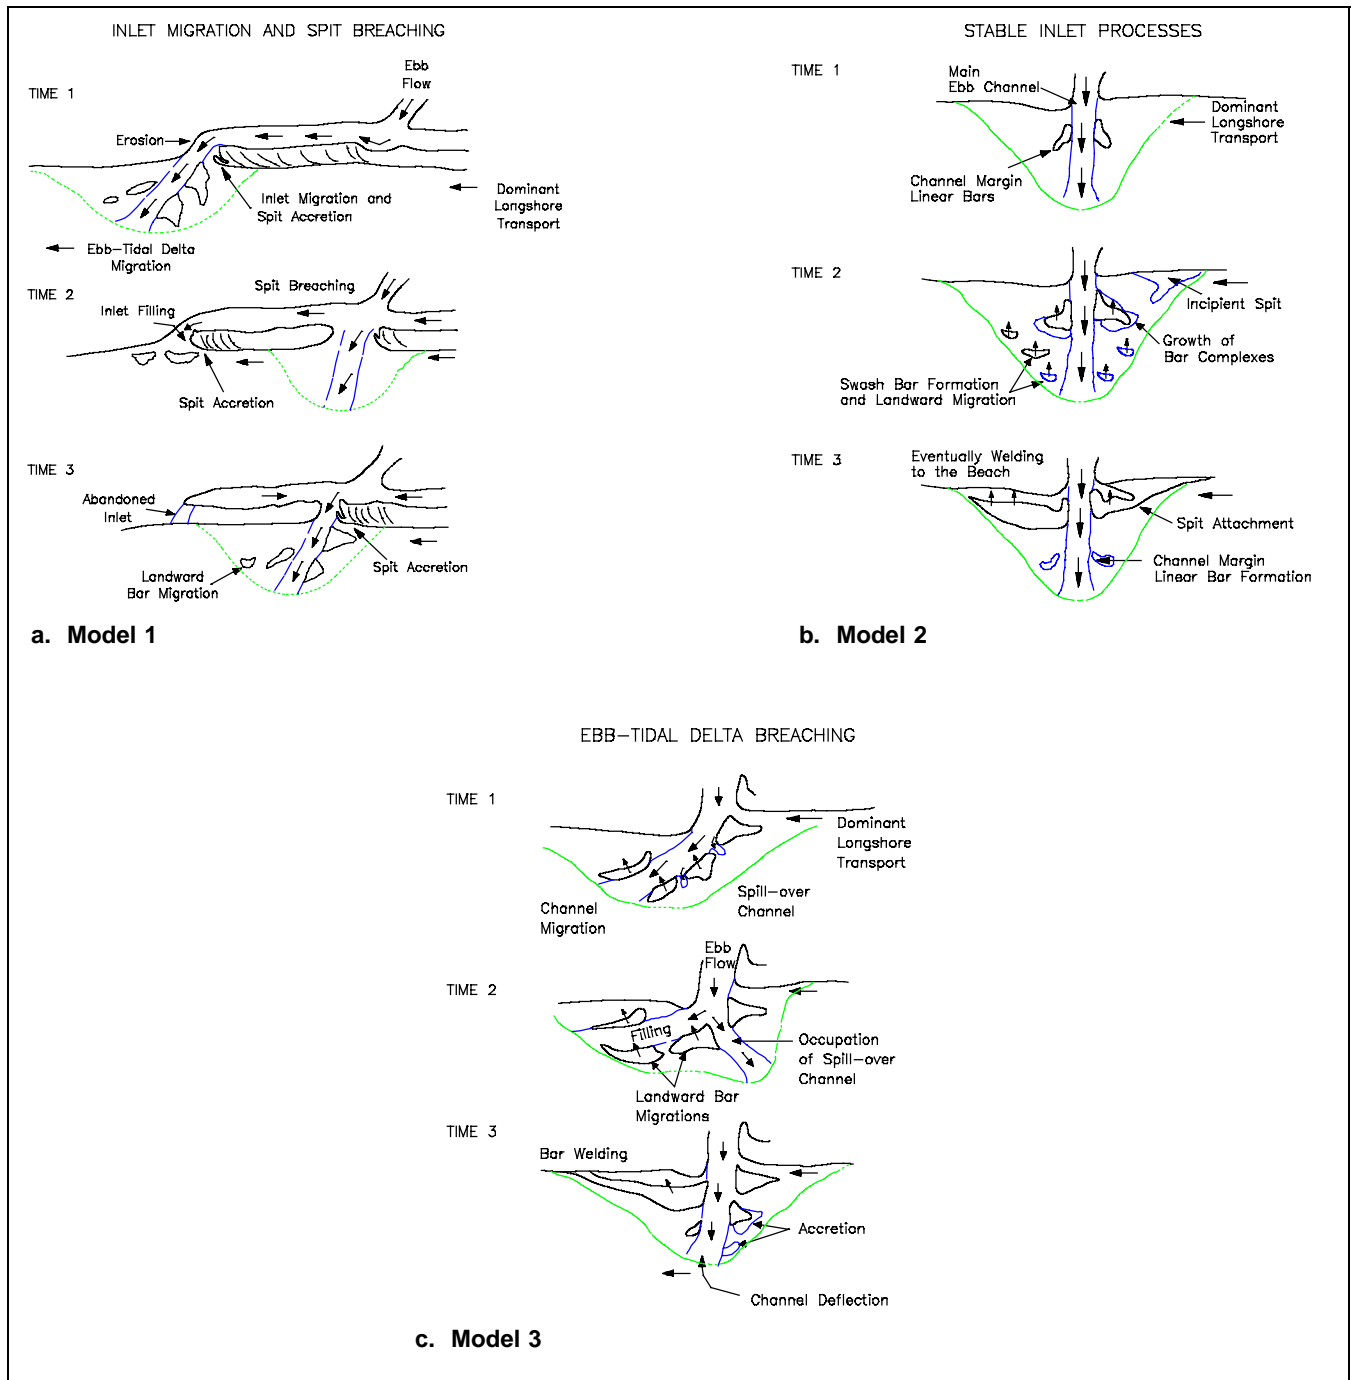 INLET MIGRATION AND SPIT BREACHING
TIME 1
Ebb
Flow
Erosion
Inlet Migration and
Spit Accretion
Dominant
Longshore
Transport
Ebb-Tidal Delta
Migration
TIME 2
Spit Breaching
Inlet Filling
Spit Accretion
TIME 3
Abandoned
Inlet
Landward
Bar Migration
Spit Accretion
a. Model 1
STABLE INLET PROCESSES
TIME 1
Main
Ebb Channel
Dominant
Longshore
Transport
Channel Margin
Linear Bars
TIME 2
Incipient Spit
Growth of
Bar Complexes
Swash Bar Formation
and Landward Migration
TIME 3
Eventually Welding
to the Beach
Spit Attachment
Channel Margin
Linear Bar Formation
b. Model 2
EBB-TIDAL DELTA BREACHING
TIME 1
Dominant
Longshore
Transport
Spill-over
Channel
Channel
Migration
TIME 2
Ebb
Flow
Filling
Occupation
of Spill-over
Channel
Landward Bar
Migrations
TIME 3
Bar Welding
Accretion
Channel Deflection
c. Model 3